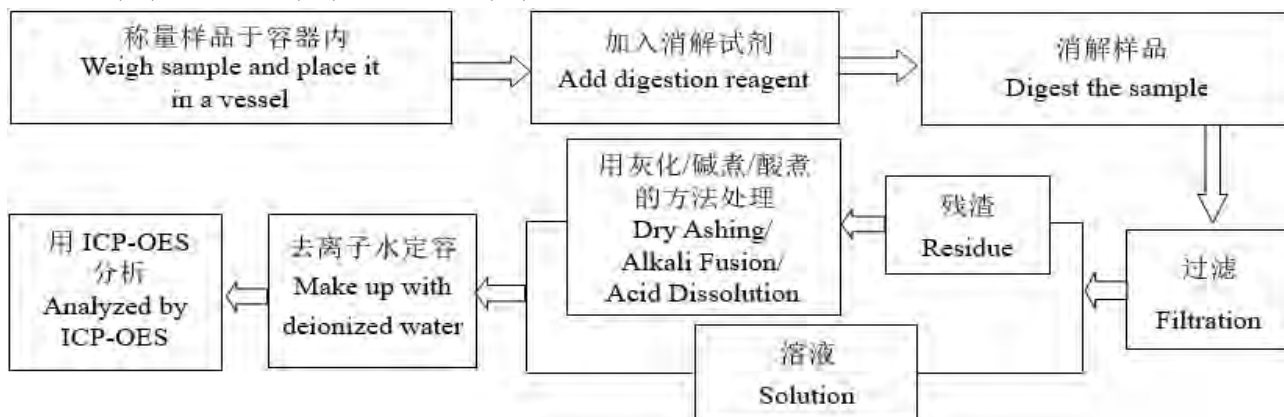 称量样品于容器内
Weigh sample and place it
in a vessel
加入消解试剂
Add digestion reagent
消解样品
Digest the sample
过滤
Filtration
残渣
Residue
用灰化/碱煮/酸煮
的方法处理
Dry Ashing/
Alkali Fusion/
Acid Dissolution
溶液
Solution
去离子水定容
Make up with
deionized water
用 ICP-OES
分析
Analyzed by
ICP-OES